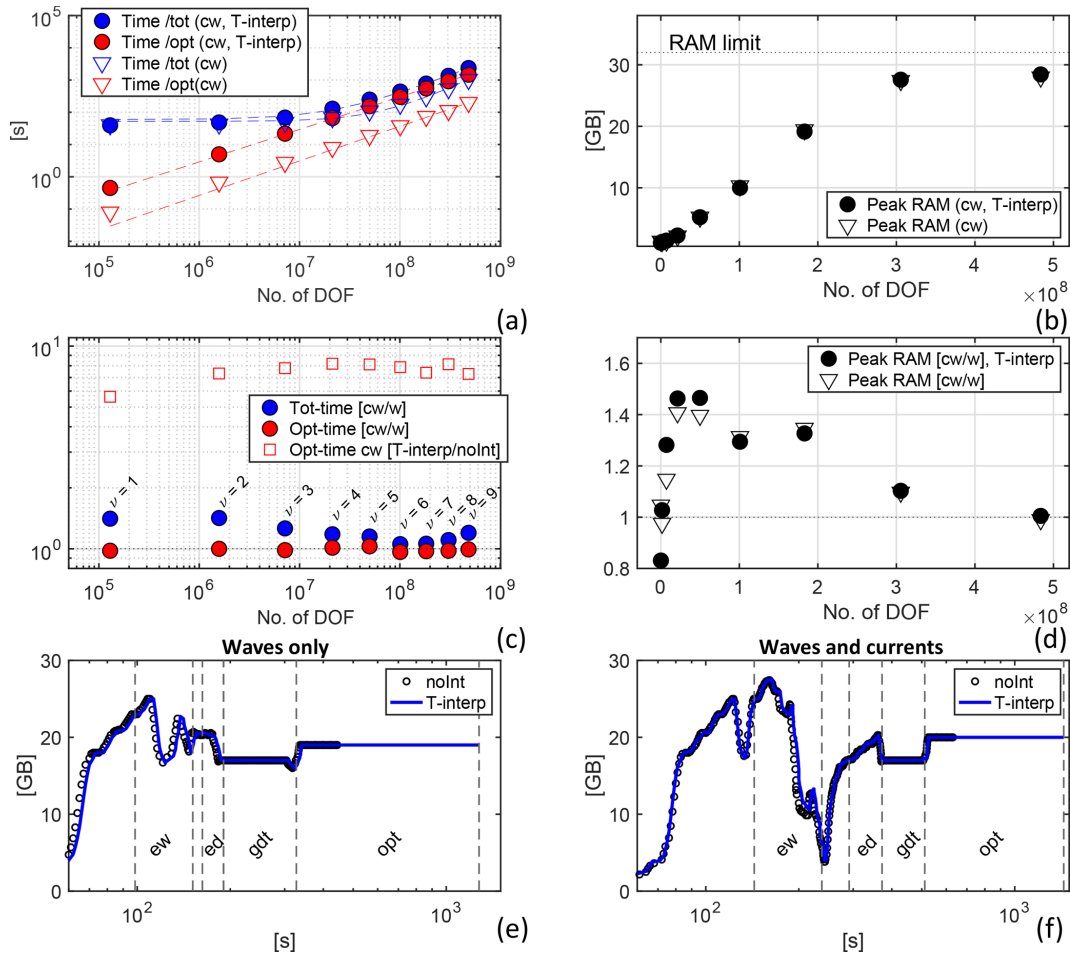 10^5
Time /tot (cw, T-interp)
Time /opt (cw, T-interp)
Time /tot (cw)
Time /opt(cw)
[s]
10^0
10^5 10^6 10^7 10^8 10^9
No. of DOF
(a)
RAM limit
30
20
10
[GB]
Peak RAM (cw, T-interp)
Peak RAM (cw)
0 1 2 3 4 5
No. of DOF
×10^8
(b)
10^1
Tot-time [cw/w]
Opt-time [cw/w]
Opt-time cw [T-interp/noInt]
ν = 1
ν = 2
ν = 3
ν = 4
ν = 5
ν = 6
ν = 7
ν = 8
ν = 9
10^0
10^5 10^6 10^7 10^8 10^9
No. of DOF
(c)
1.6
1.4
1.2
1
0.8
Peak RAM [cw/w], T-interp
Peak RAM [cw/w]
0 1 2 3 4 5
No. of DOF
×10^8
(d)
Waves only
30
20
10
0
[GB]
noInt
T-interp
ew ed gdt opt
10^2 10^3
[s]
(e)
Waves and currents
30
20
10
0
[GB]
noInt
T-interp
ew ed gdt opt
10^2 10^3
[s]
(f)